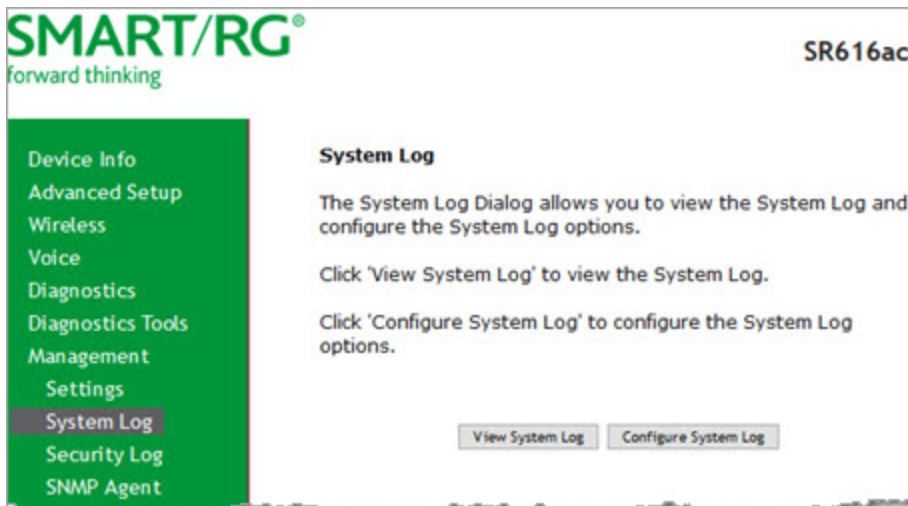 SMART/RG®
forward thinking
SR616ac
Device Info
Advanced Setup
Wireless
Voice
Diagnostics
Diagnostics Tools
Management
Settings
System Log
Security Log
SNMP Agent
System Log
The System Log Dialog allows you to view the System Log and
configure the System Log options.
Click 'View System Log' to view the System Log.
Click 'Configure System Log' to configure the System Log
options.
View System Log
Configure System Log